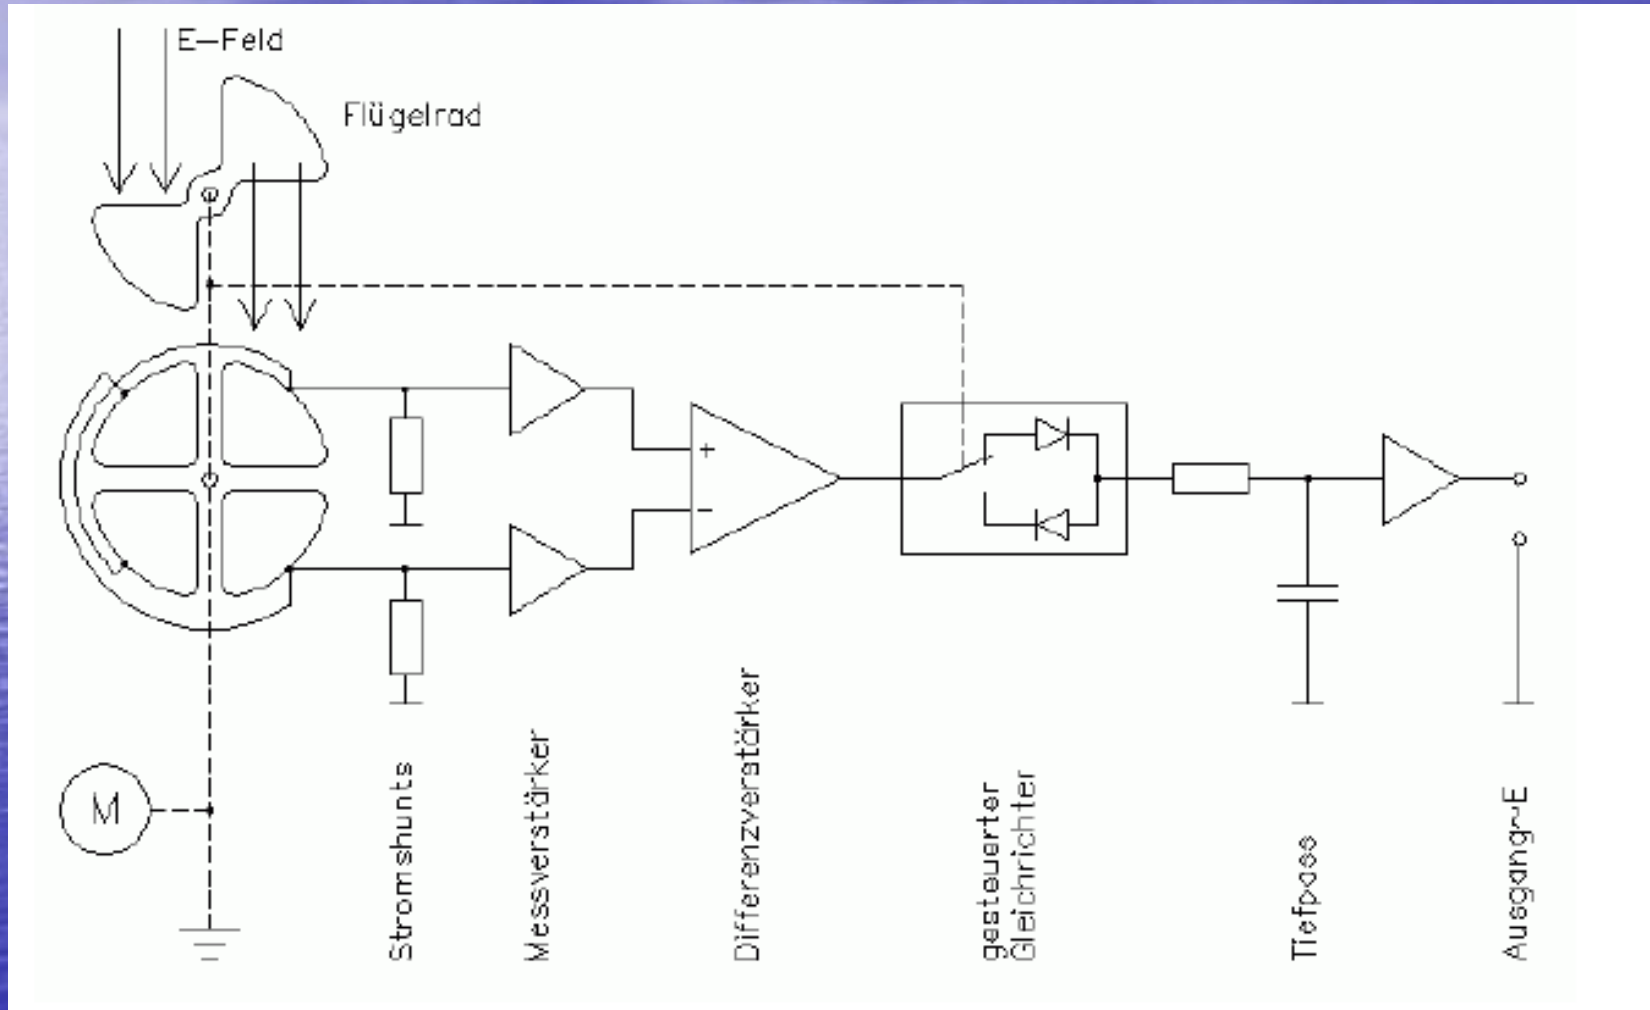 E-Feld
Flügelrad
+
-
M
Stromshunts
Messverstärker
Differenzverstärker
gesteuerter
Gleichrichter
Tiefpass
Ausgang~E